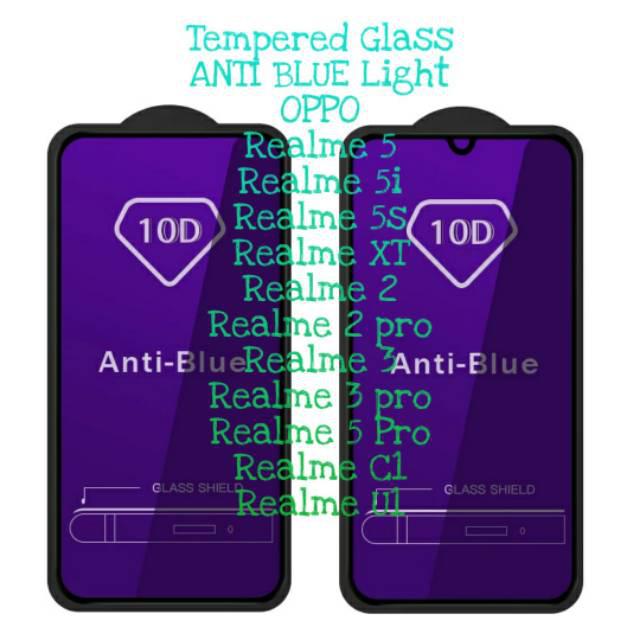 Tempered Glass
ANTI BLUE Light
OPPO
Realme 5
Realme 5i
Realme 5s
Realme XT
Realme 2
Realme 2 pro
Realme 3
Realme 3 pro
Realme 5 Pro
Realme C1
Realme U1
10D
Anti-Blue
GLASS SHIELD
10D
Anti-Blue
GLASS SHIELD